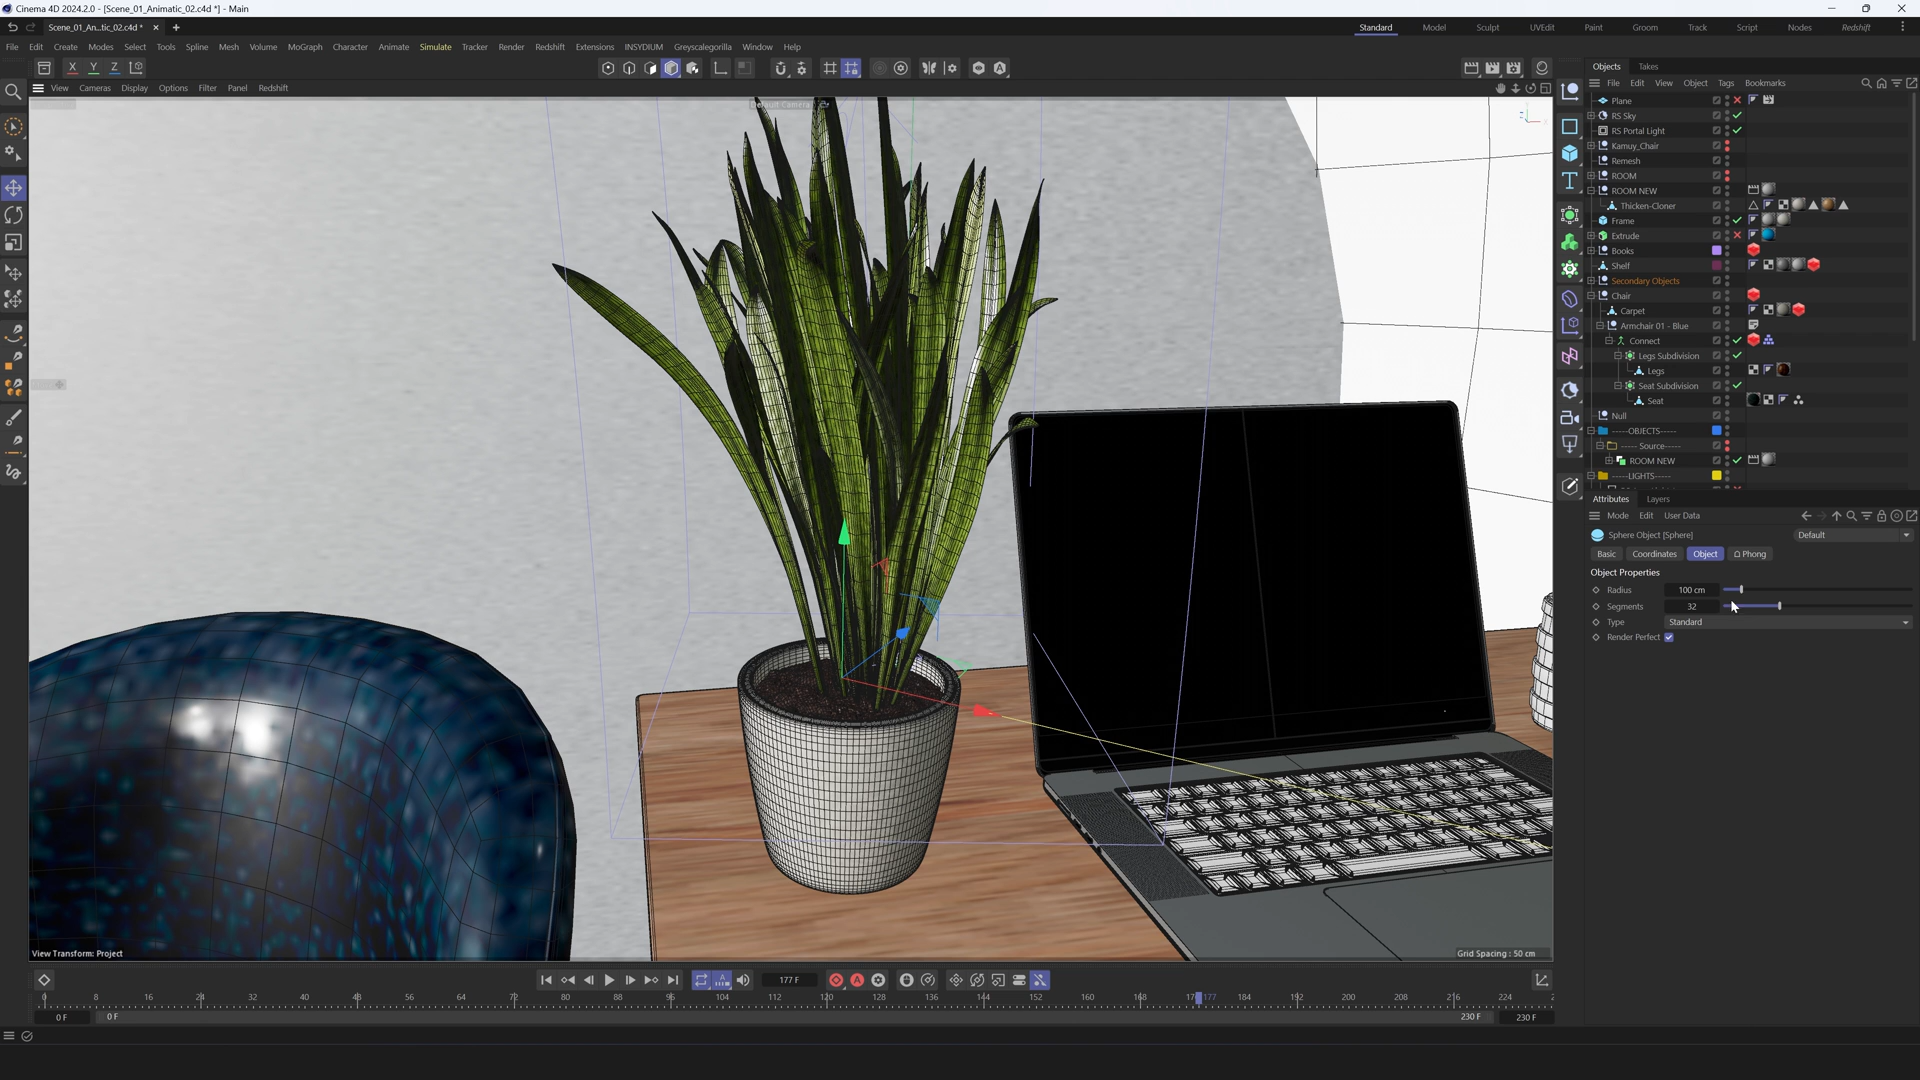 Cinema 4D 2024.2.0 - [Scene_01_Animatic_02.c4d *] - Main
Scene_01_An...tic_02.c4d *
Standard Model Sculpt UVEdit Paint Groom Track Script Nodes Redshift
File Edit Create Modes Select Tools Spline Mesh Volume MoGraph Character Animate Simulate Tracker Render Redshift Extensions INSYDIUM Greyscalegorilla Window Help
X Y Z
View Cameras Display Options Filter Panel Redshift
Default Camera
Objects Takes
File Edit View Object Tags Bookmarks
Plane
RS Sky
RS Portal Light
Kamuy_Chair
Remesh
ROOM
ROOM NEW
Thicken-Cloner
Frame
Extrude
Books
Shelf
Secondary Objects
Chair
Carpet
Armchair 01 - Blue
Connect
Legs Subdivision
Legs
Seat Subdivision
Seat
Null
-----OBJECTS-----
----- Source-----
ROOM NEW
-----LIGHTS-----
Attributes Layers
Mode Edit User Data
Sphere Object [Sphere]
Default
Basic Coordinates Object Phong
Object Properties
Radius 100 cm
Segments 32
Type Standard
Render Perfect
View Transform: Project
Grid Spacing : 50 cm
177 F
0 8 16 24 32 40 48 56 64 72 80 88 96 104 112 120 128 136 144 152 160 168 177 184 192 200 208 216 224
0 F 0 F 230 F 230 F